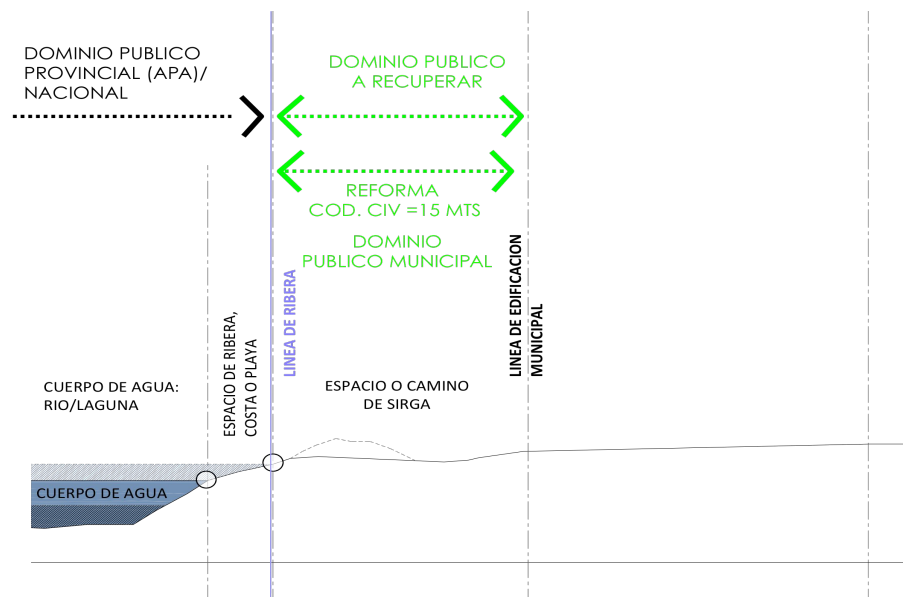 DOMINIO PUBLICO
PROVINCIAL (APA)/
NACIONAL
DOMINIO PUBLICO
A RECUPERAR
REFORMA
COD. CIV =15 MTS
DOMINIO
PUBLICO MUNICIPAL
LINEA DE RIBERA
LINEA DE EDIFICACION
MUNICIPAL
ESPACIO DE RIBERA,
COSTA O PLAYA
CUERPO DE AGUA:
RIO/LAGUNA
ESPACIO O CAMINO
DE SIRGA
CUERPO DE AGUA